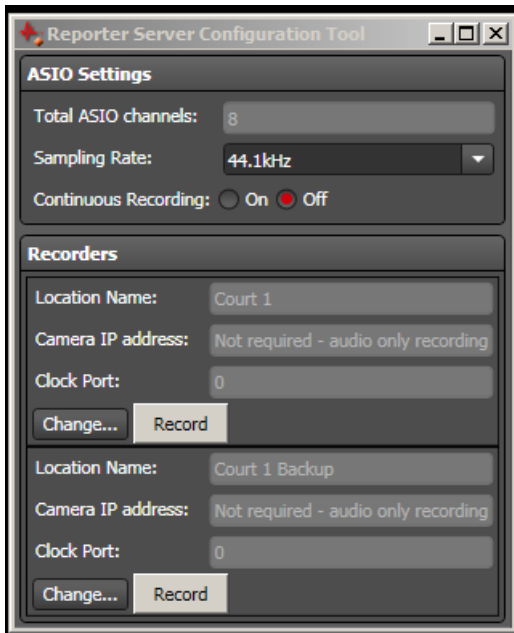 Reporter Server Configuration Tool
ASIO Settings
Total ASIO channels: 8
Sampling Rate: 44.1kHz
Continuous Recording: On Off
Recorders
Location Name: Court 1
Camera IP address: Not required - audio only recording
Clock Port: 0
Change... Record
Location Name: Court 1 Backup
Camera IP address: Not required - audio only recording
Clock Port: 0
Change... Record